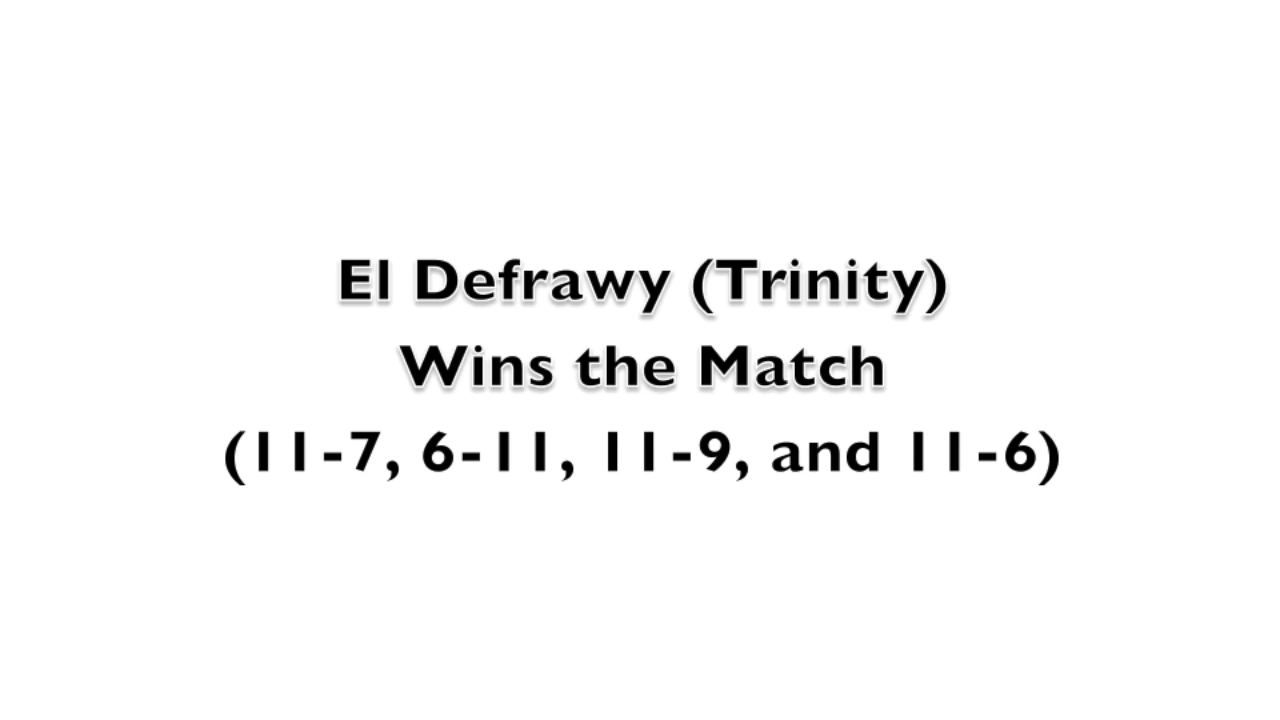 El Defrawy (Trinity)
Wins the Match
(11-7, 6-11, 11-9, and 11-6)